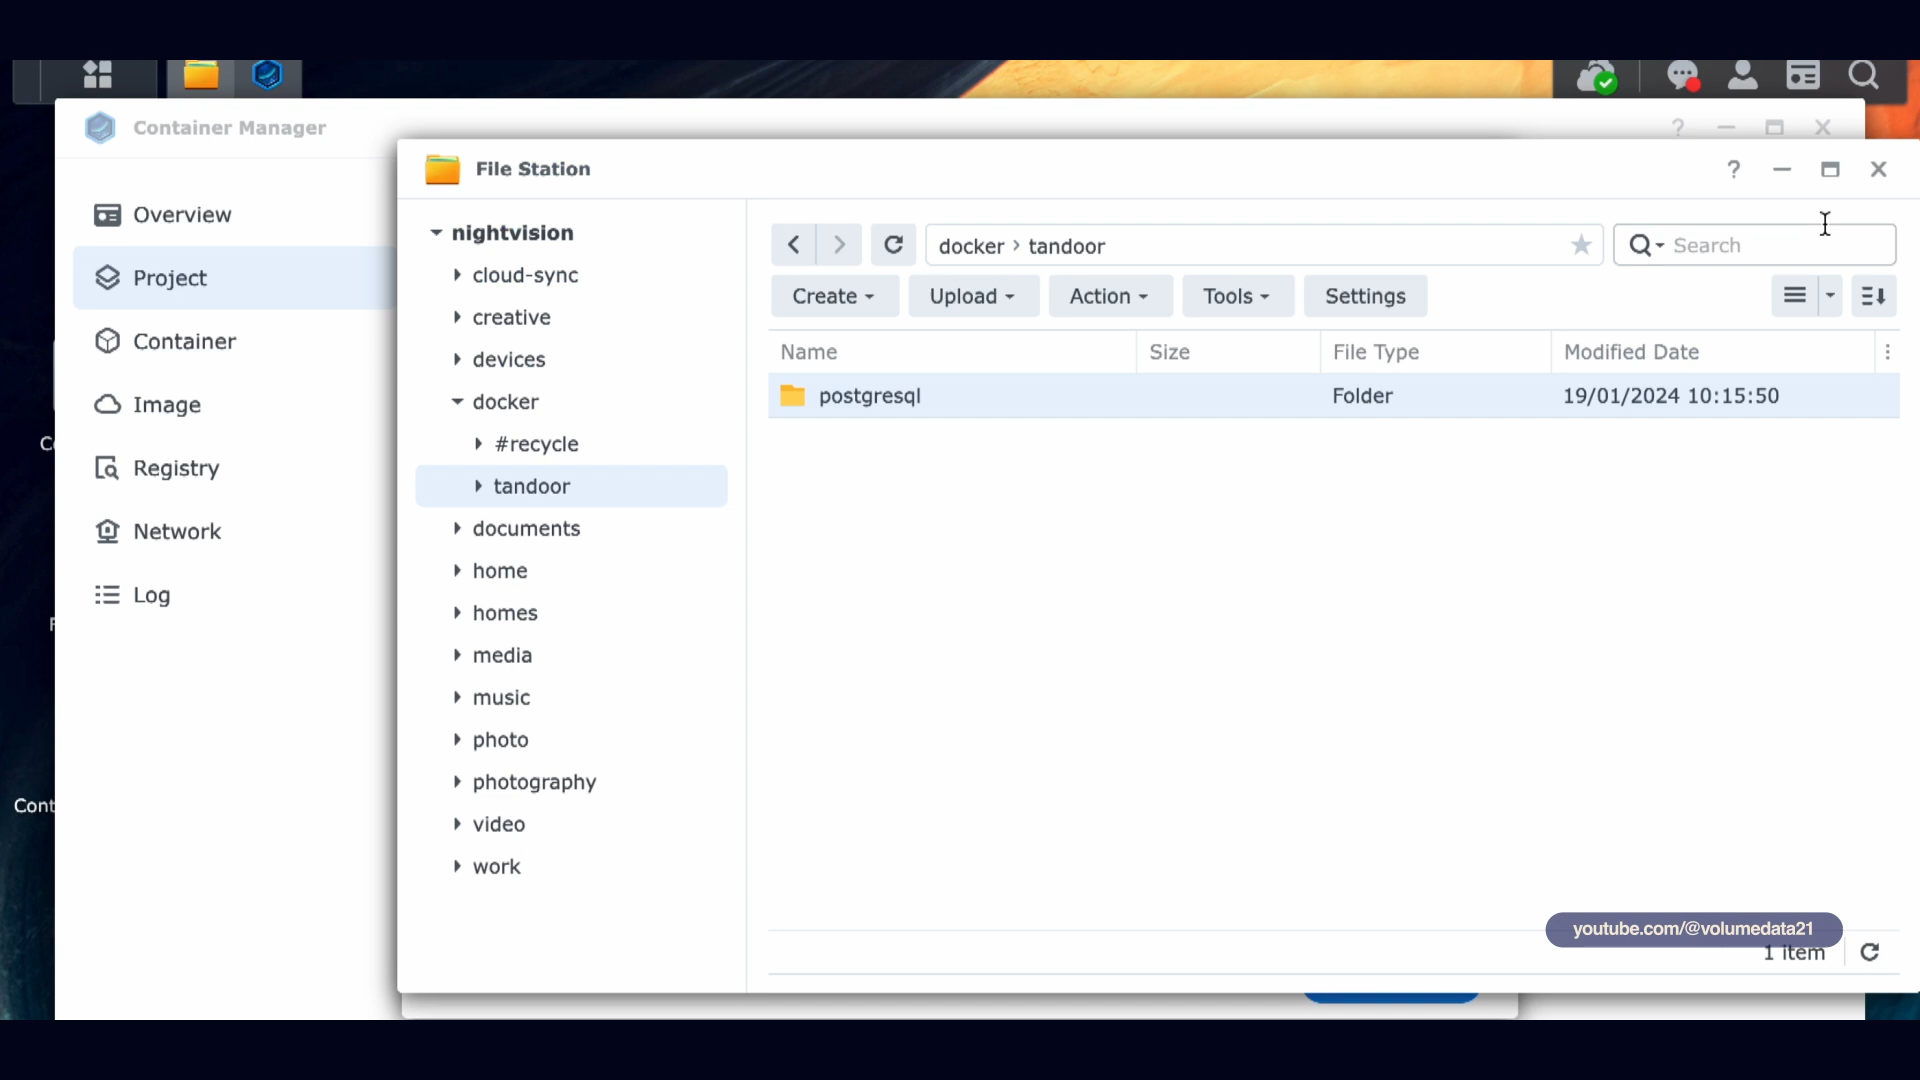 Container Manager
?
File Station
?
Overview
Project
Container
Image
Registry
Network
Log
nightvision
cloud-sync
creative
devices
docker
#recycle
tandoor
documents
home
homes
media
music
photo
photography
video
work
docker > tandoor
Search
Create
Upload
Action
Tools
Settings
Name Size File Type Modified Date
postgresql Folder 19/01/2024 10:15:50
youtube.com/@volumedata21
1 item
Cont